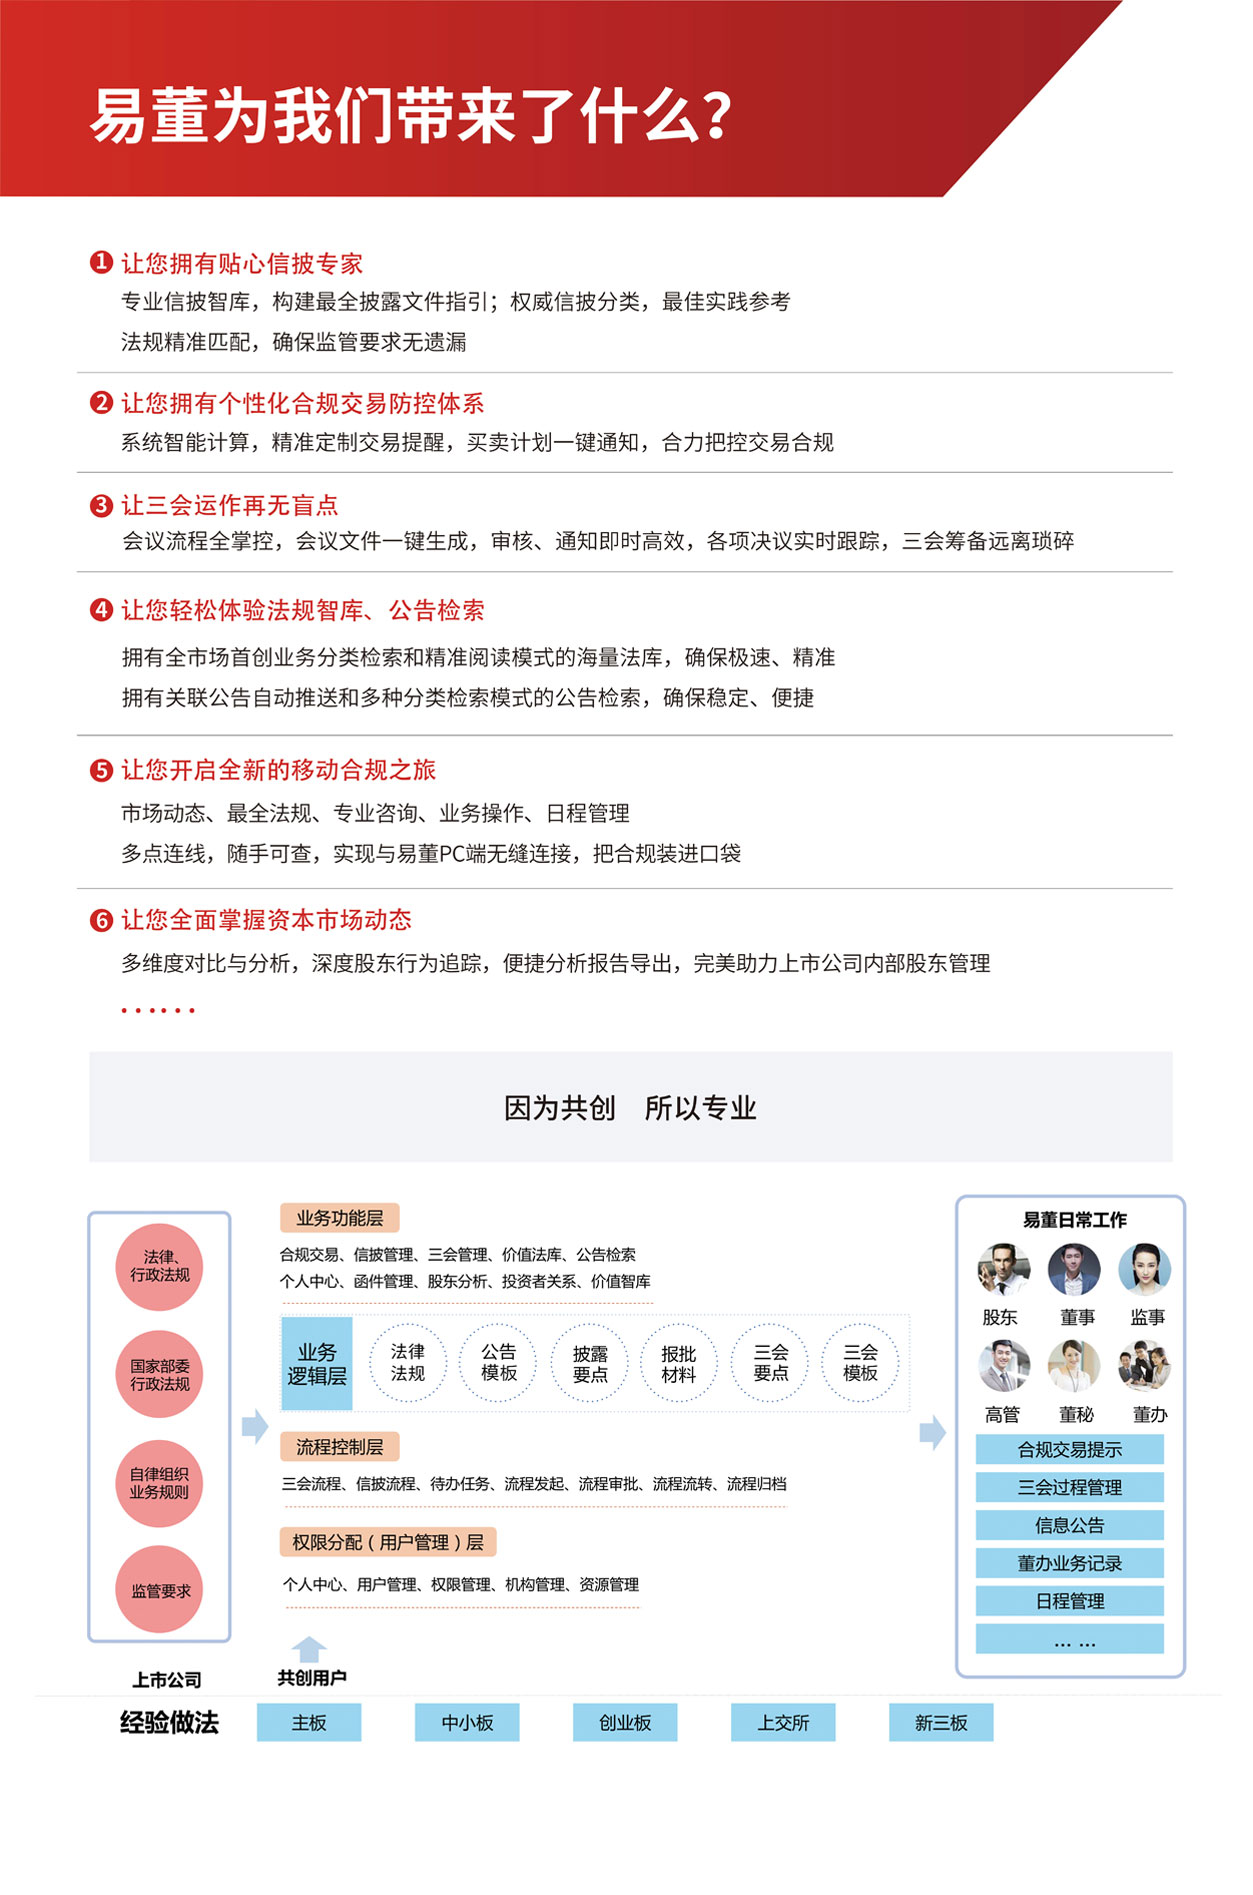 易董为我们带来了什么？
1 让您拥有贴心信披专家
专业信披智库，构建最全披露文件指引；权威信披分类，最佳实践参考
法规精准匹配，确保监管要求无遗漏
2 让您拥有个性化合规交易防控体系
系统智能计算，精准定制交易提醒，买卖计划一键通知，合力把控交易合规
3 让三会运作再无盲点
会议流程全掌控，会议文件一键生成，审核、通知即时高效，各项决议实时跟踪，三会筹备远离琐碎
4 让您轻松体验法规智库、公告检索
拥有全市场首创业务分类检索和精准阅读模式的海量法库，确保极速、精准
拥有关联公告自动推送和多种分类检索模式的公告检索，确保稳定、便捷
5 让您开启全新的移动合规之旅
市场动态、最全法规、专业咨询、业务操作、日程管理
多点连线，随手可查，实现与易董PC端无缝连接，把合规装进口袋
6 让您全面掌握资本市场动态
多维度对比与分析，深度股东行为追踪，便捷分析报告导出，完美助力上市公司内部股东管理
······
因为共创 所以专业
法律、
行政法规
国家部委
行政法规
自律组织
业务规则
监管要求
业务功能层
合规交易、信披管理、三会管理、价值法库、公告检索
个人中心、函件管理、股东分析、投资者关系、价值智库
业务
逻辑层
法律
法规
公告
模板
披露
要点
报批
材料
三会
要点
三会
模板
流程控制层
三会流程、信披流程、待办任务、流程发起、流程审批、流程流转、流程归档
权限分配（用户管理）层
个人中心、用户管理、权限管理、机构管理、资源管理
易董日常工作
股东 董事 监事
高管 董秘 董办
合规交易提示
三会过程管理
信息公告
董办业务记录
日程管理
... ...
上市公司
共创用户
经验做法
主板 中小板 创业板 上交所 新三板